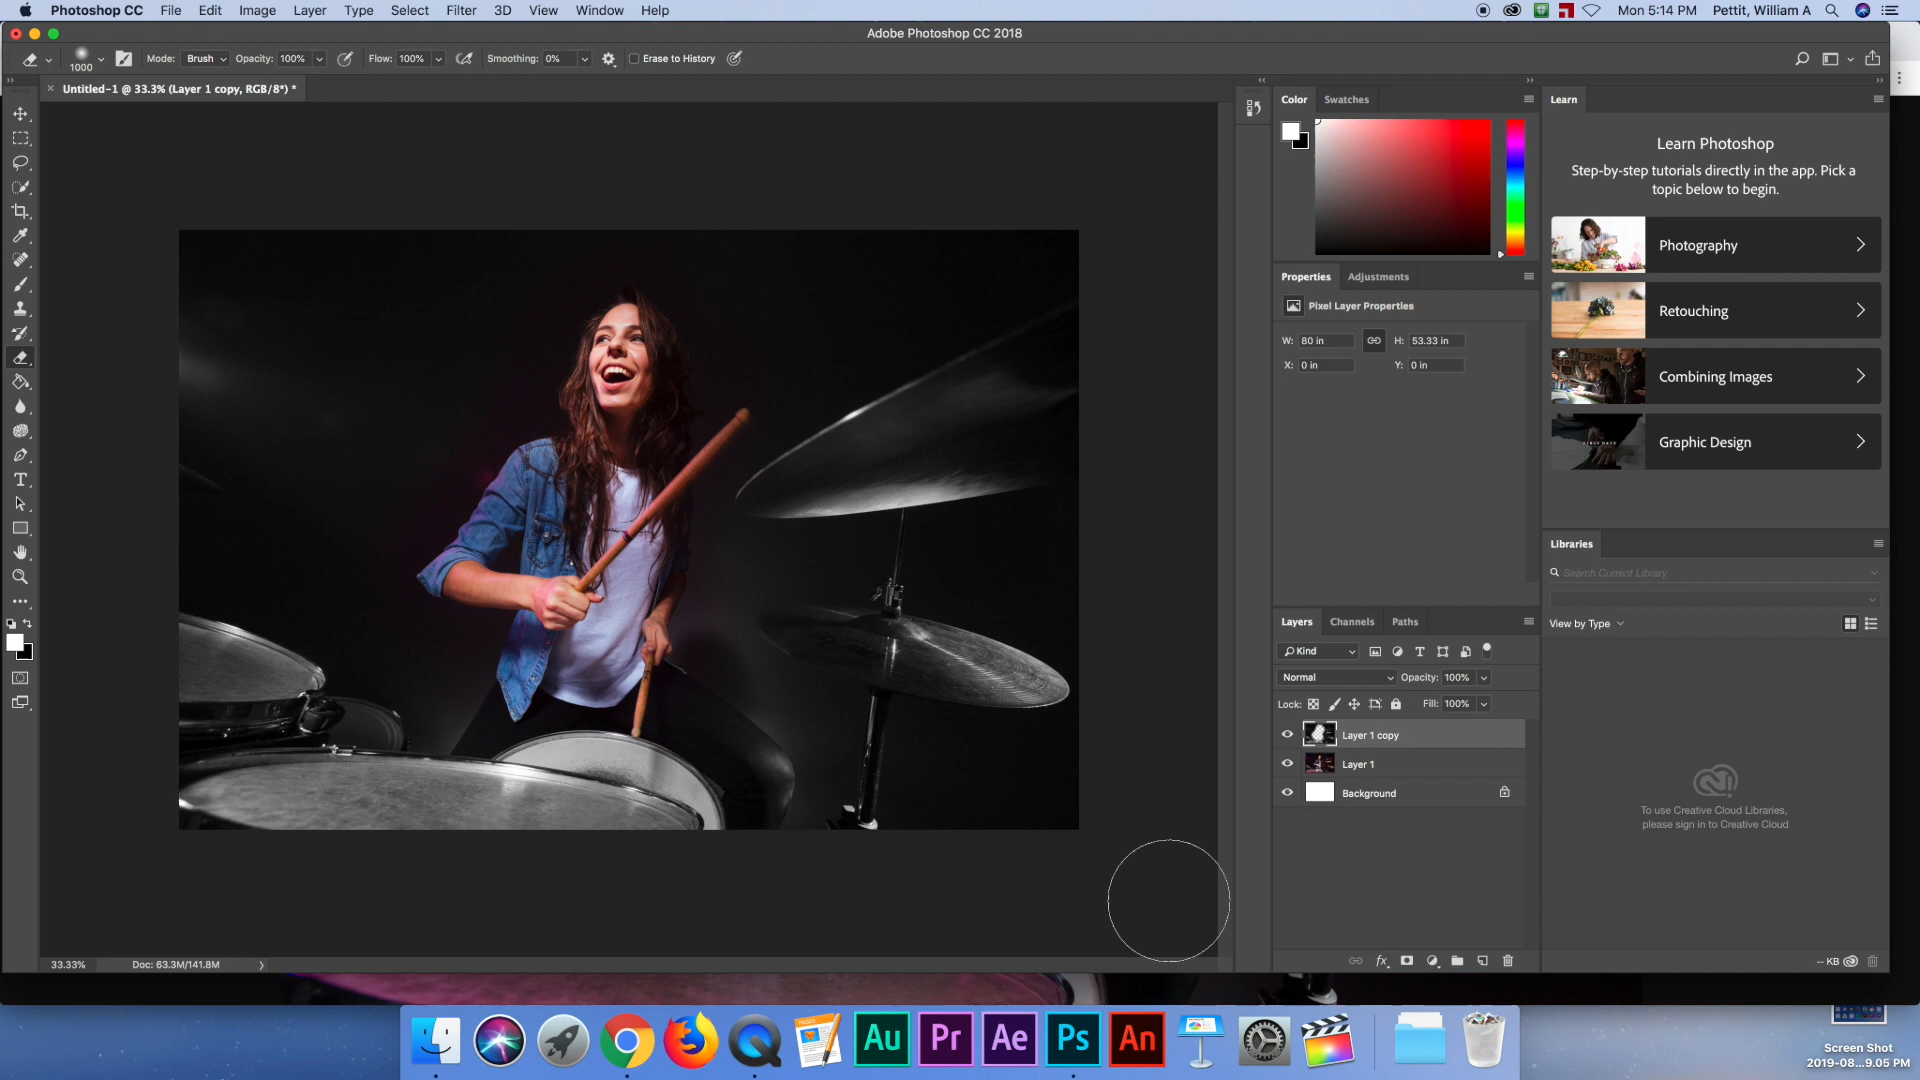 Photoshop CC File Edit Image Layer Type Select Filter 3D View Window Help Mon 5:14 PM Pettit, William A
Adobe Photoshop CC 2018
1000 Mode: Brush Opacity: 100% Flow: 100% Smoothing: 0% Erase to History
Untitled-1 @ 33.3% (Layer 1 copy, RGB/8*) *
Color Swatches
Learn
Learn Photoshop
Step-by-step tutorials directly in the app. Pick a
topic below to begin.
Photography
Retouching
Combining Images
Graphic Design
Properties Adjustments
Pixel Layer Properties
W: 80 in H: 53.33 in
X: 0 in Y: 0 in
Libraries
Search Current Library
View by Type
To use Creative Cloud Libraries,
please sign in to Creative Cloud
-- KB
Layers Channels Paths
Kind
Normal Opacity: 100%
Lock: Fill: 100%
Layer 1 copy
Layer 1
Background
fx
33.33% Doc: 63.3M/141.8M
Au Pr Ae Ps An
Screen Shot
2019-08...9.05 PM